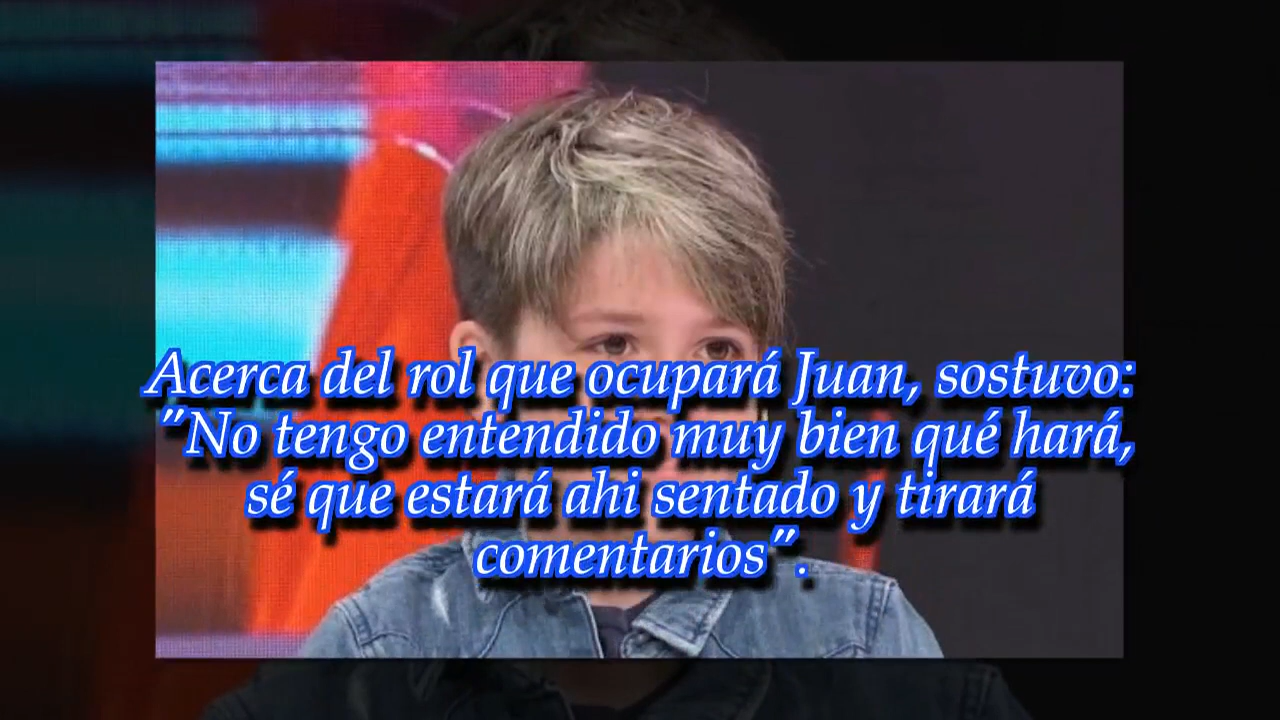 Acerca del rol que ocupará Juan, sostuvo:
"No tengo entendido muy bien qué hará,
sé que estará ahi sentado y tirará
comentarios".